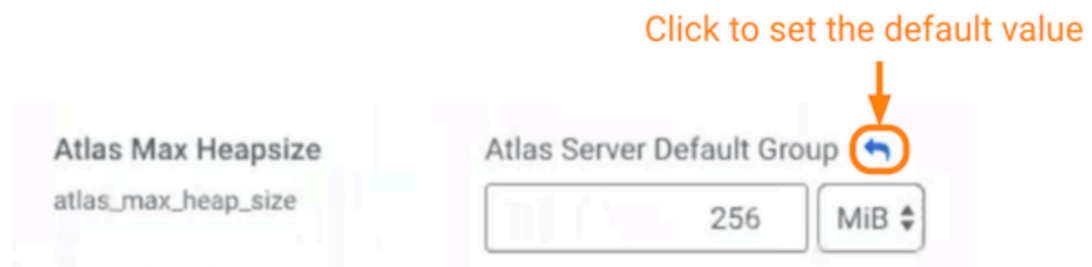 Click to set the default value
Atlas Max Heapsize
Atlas Server Default Group
atlas_max_heap_size
256 MiB